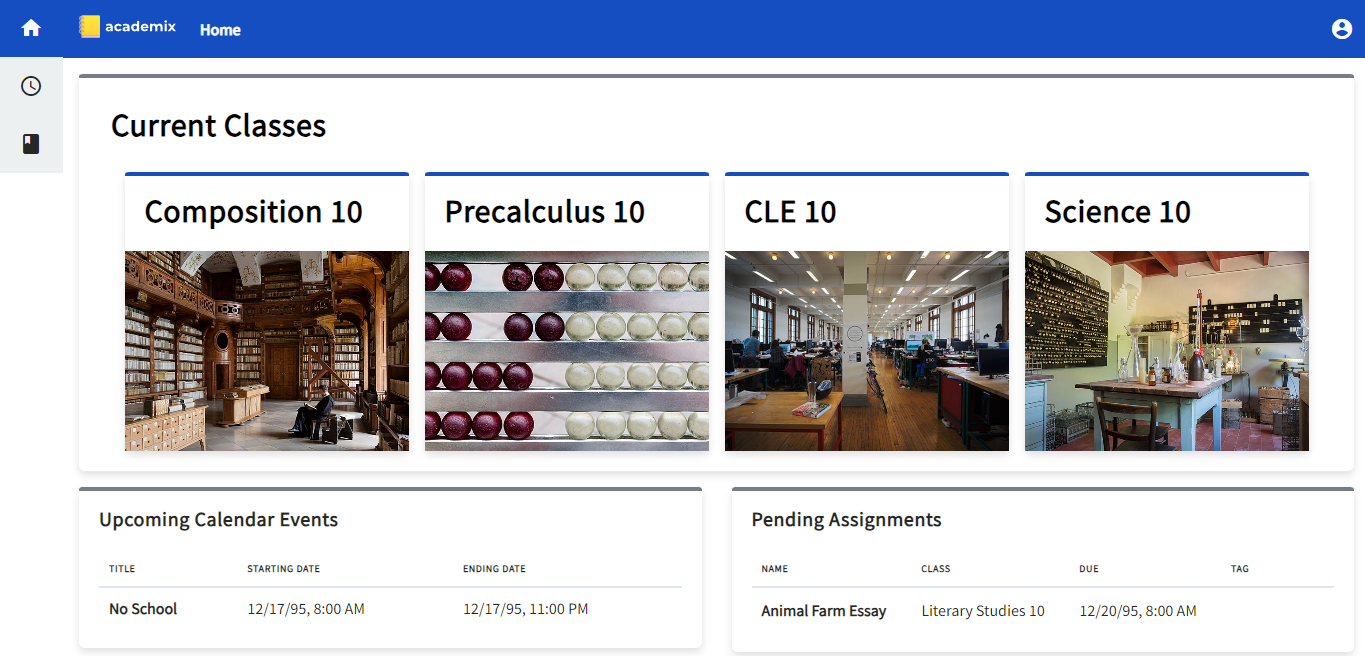 academix Home
Current Classes
Composition 10
Precalculus 10
CLE 10
Science 10
Upcoming Calendar Events
TITLE STARTING DATE ENDING DATE
No School 12/17/95, 8:00 AM 12/17/95, 11:00 PM
Pending Assignments
NAME CLASS DUE TAG
Animal Farm Essay Literary Studies 10 12/20/95, 8:00 AM